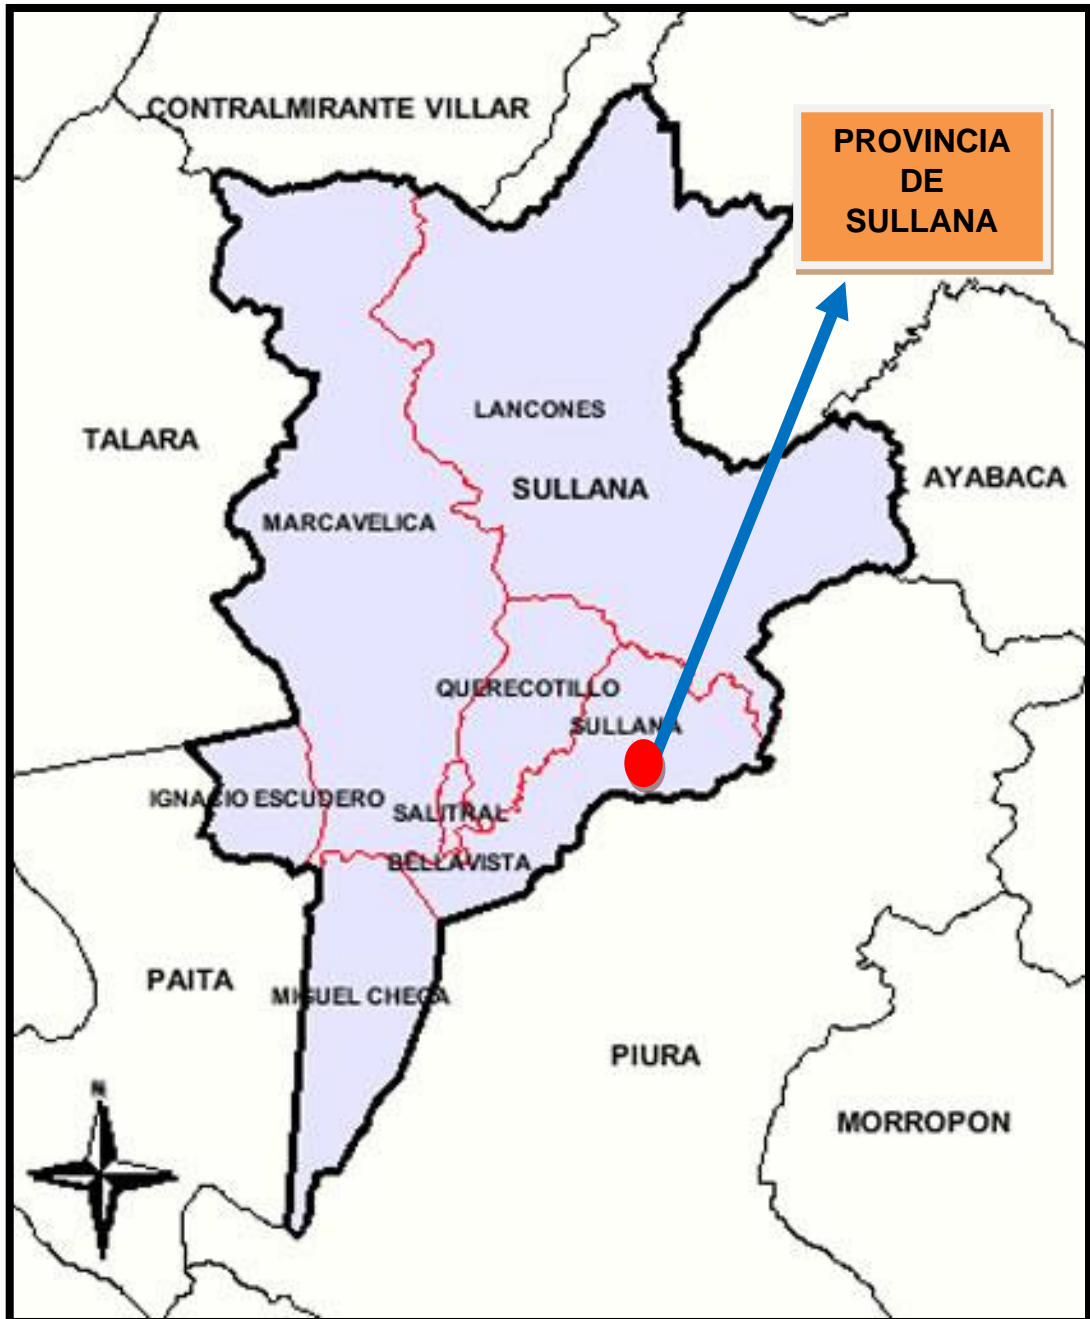 CONTRALMIRANTE VILLAR
PROVINCIA
DE
SULLANA
LANCONES
TALARA
AYABACA
SULLANA
MARCAVELICA
QUERECOTILLO
SULLANA
IGNACIO ESCUDERO
SALITRAL
BELLAVISTA
PAITA
MIGUEL CHECA
PIURA
N
MORROPON